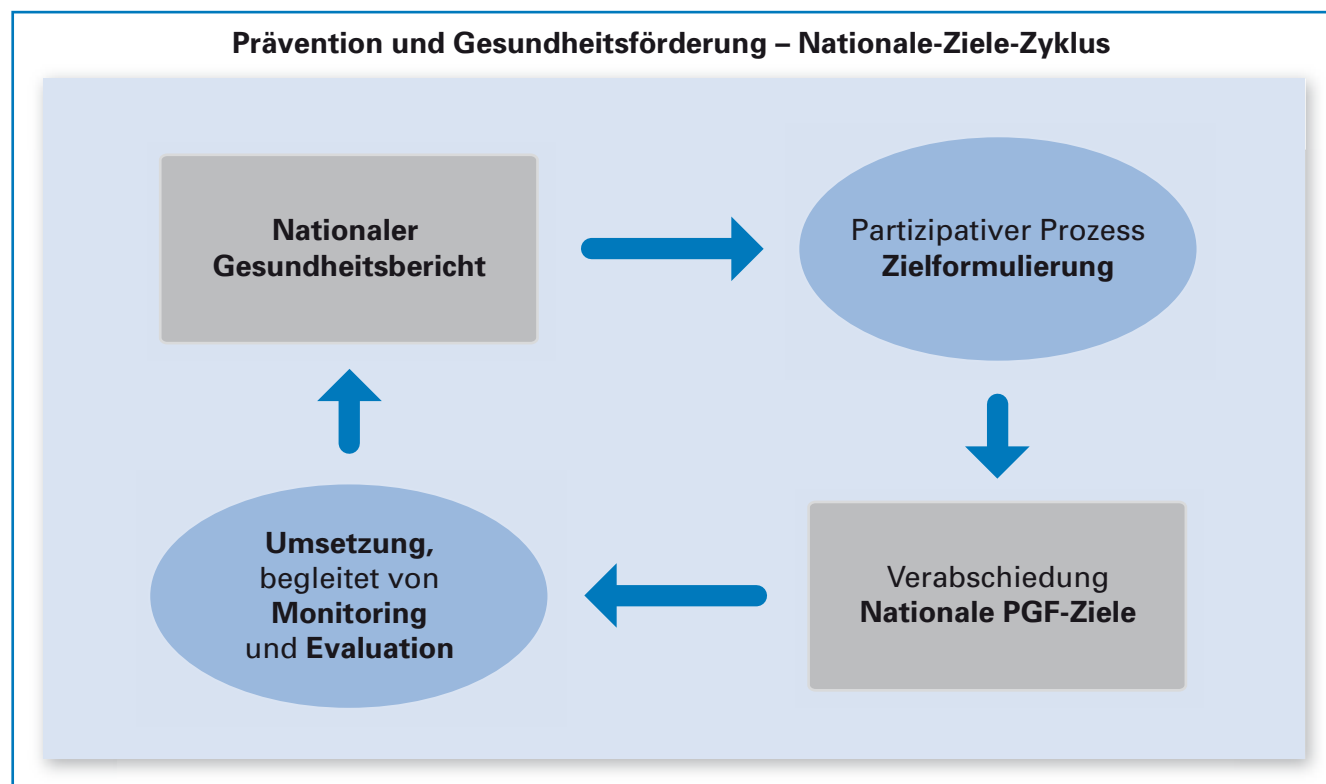 Prävention und Gesundheitsförderung – Nationale-Ziele-Zyklus
Nationaler
Gesundheitsbericht
Partizipativer Prozess
Zielformulierung
Verabschiedung
Nationale PGF-Ziele
Umsetzung,
begleitet von
Monitoring
und Evaluation